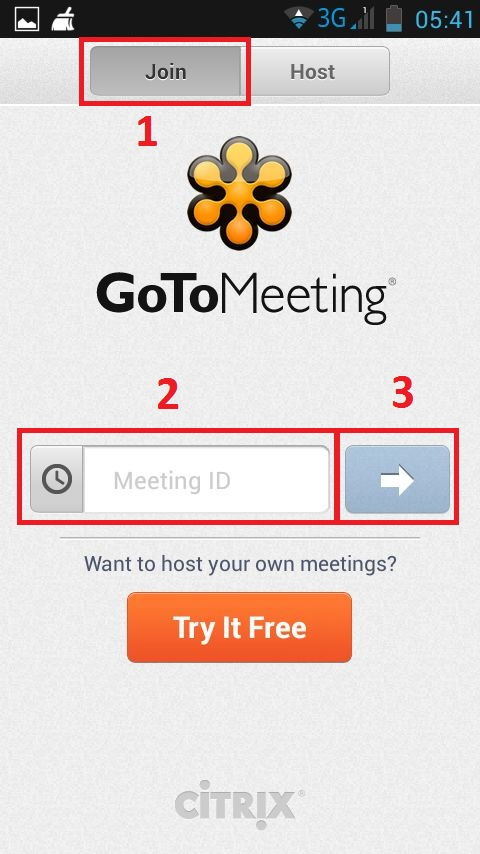 3G 1 05:41
Join Host
1
GoToMeeting®
2 3
Meeting ID
Want to host your own meetings?
Try It Free
CITRIX®